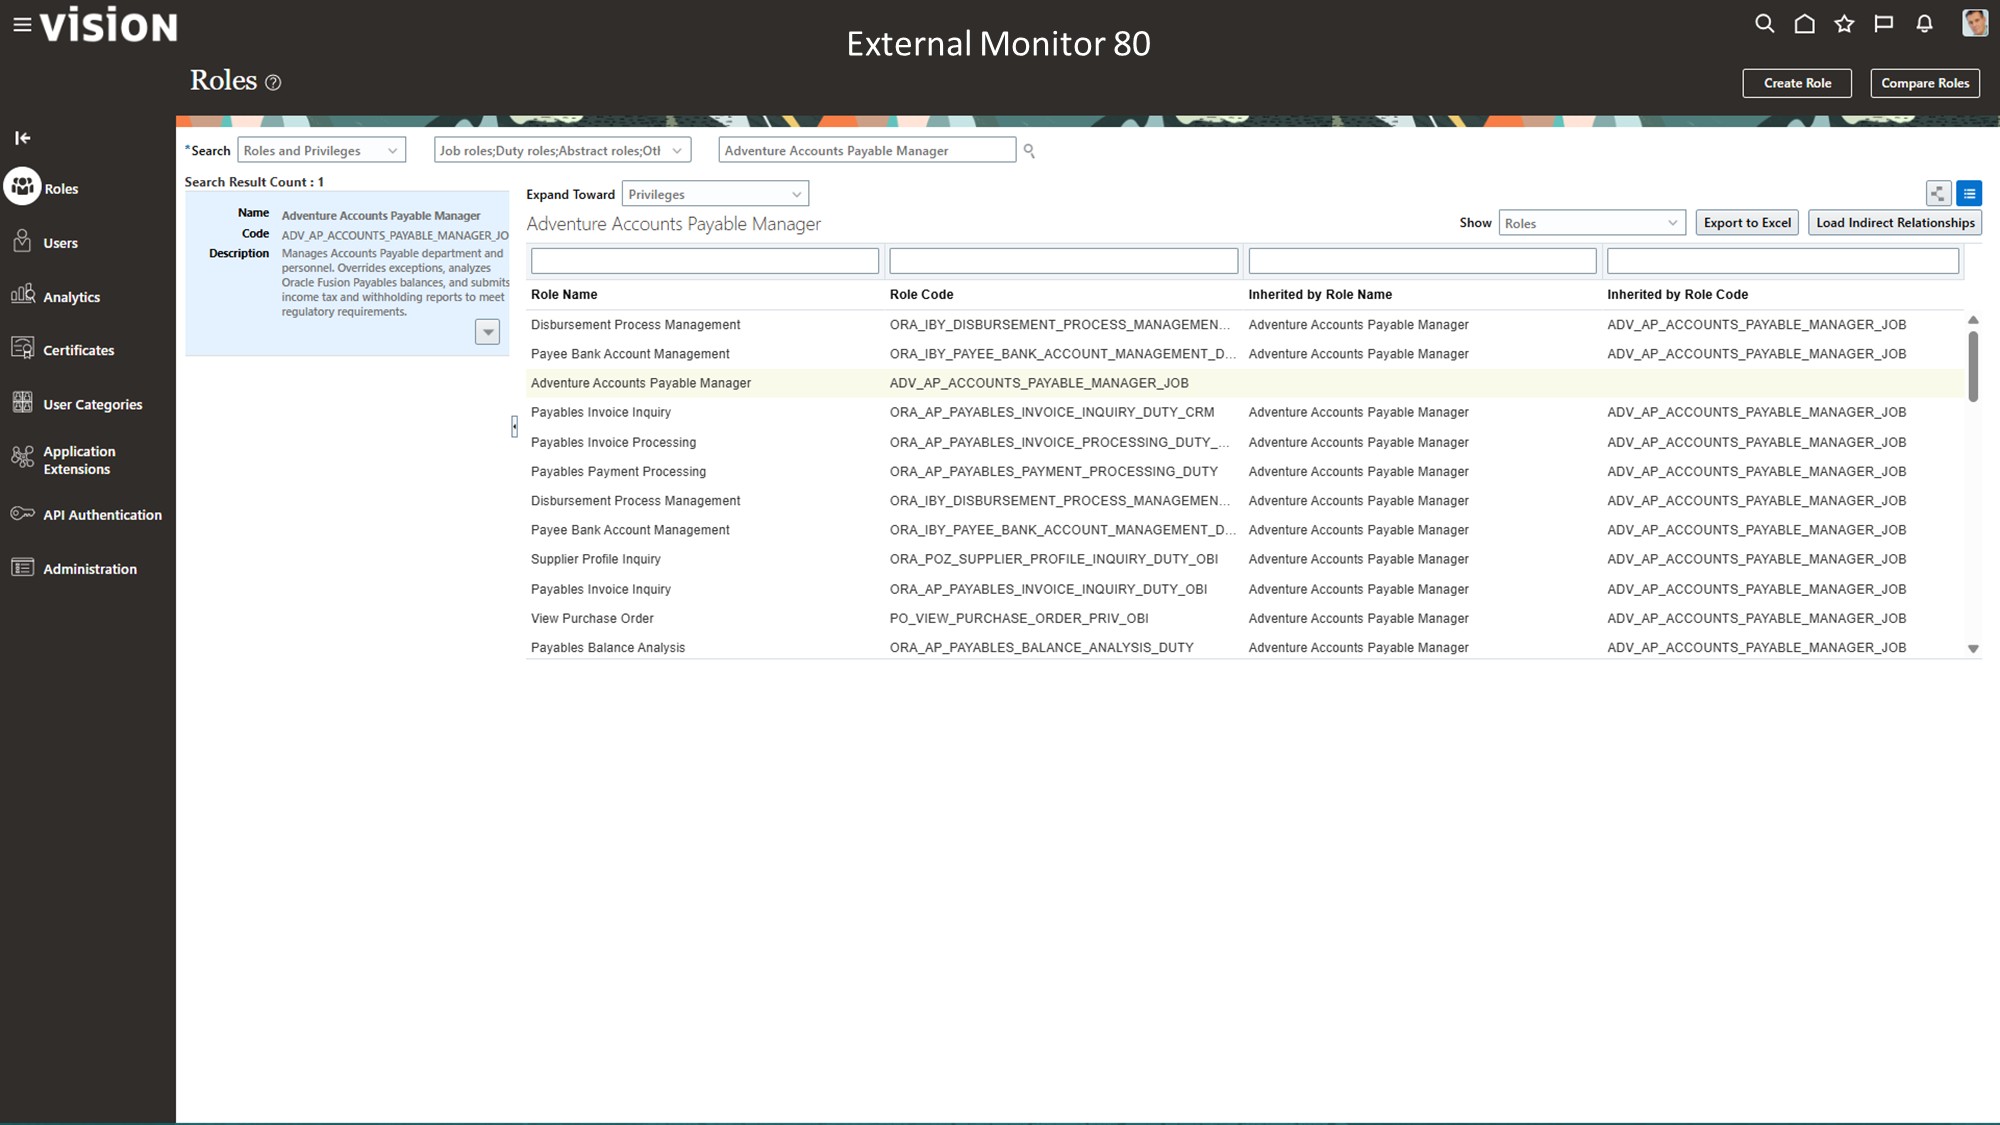 vision
External Monitor 80
Roles
Create Role
Compare Roles
Roles
Users
Analytics
Certificates
User Categories
Application
Extensions
API Authentication
Administration
*Search Roles and Privileges Job roles;Duty roles;Abstract roles;Oth Adventure Accounts Payable Manager
Search Result Count : 1
Name Adventure Accounts Payable Manager
Code ADV_AP_ACCOUNTS_PAYABLE_MANAGER_JO
Description Manages Accounts Payable department and
personnel. Overrides exceptions, analyzes
Oracle Fusion Payables balances, and submits
income tax and withholding reports to meet
regulatory requirements.
Expand Toward Privileges
Adventure Accounts Payable Manager
Show Roles Export to Excel Load Indirect Relationships
Role Name Role Code Inherited by Role Name Inherited by Role Code
Disbursement Process Management ORA_IBY_DISBURSEMENT_PROCESS_MANAGEMEN... Adventure Accounts Payable Manager ADV_AP_ACCOUNTS_PAYABLE_MANAGER_JOB
Payee Bank Account Management ORA_IBY_PAYEE_BANK_ACCOUNT_MANAGEMENT_D... Adventure Accounts Payable Manager ADV_AP_ACCOUNTS_PAYABLE_MANAGER_JOB
Adventure Accounts Payable Manager ADV_AP_ACCOUNTS_PAYABLE_MANAGER_JOB
Payables Invoice Inquiry ORA_AP_PAYABLES_INVOICE_INQUIRY_DUTY_CRM Adventure Accounts Payable Manager ADV_AP_ACCOUNTS_PAYABLE_MANAGER_JOB
Payables Invoice Processing ORA_AP_PAYABLES_INVOICE_PROCESSING_DUTY_... Adventure Accounts Payable Manager ADV_AP_ACCOUNTS_PAYABLE_MANAGER_JOB
Payables Payment Processing ORA_AP_PAYABLES_PAYMENT_PROCESSING_DUTY Adventure Accounts Payable Manager ADV_AP_ACCOUNTS_PAYABLE_MANAGER_JOB
Disbursement Process Management ORA_IBY_DISBURSEMENT_PROCESS_MANAGEMEN... Adventure Accounts Payable Manager ADV_AP_ACCOUNTS_PAYABLE_MANAGER_JOB
Payee Bank Account Management ORA_IBY_PAYEE_BANK_ACCOUNT_MANAGEMENT_D... Adventure Accounts Payable Manager ADV_AP_ACCOUNTS_PAYABLE_MANAGER_JOB
Supplier Profile Inquiry ORA_POZ_SUPPLIER_PROFILE_INQUIRY_DUTY_OBI Adventure Accounts Payable Manager ADV_AP_ACCOUNTS_PAYABLE_MANAGER_JOB
Payables Invoice Inquiry ORA_AP_PAYABLES_INVOICE_INQUIRY_DUTY_OBI Adventure Accounts Payable Manager ADV_AP_ACCOUNTS_PAYABLE_MANAGER_JOB
View Purchase Order PO_VIEW_PURCHASE_ORDER_PRIV_OBI Adventure Accounts Payable Manager ADV_AP_ACCOUNTS_PAYABLE_MANAGER_JOB
Payables Balance Analysis ORA_AP_PAYABLES_BALANCE_ANALYSIS_DUTY Adventure Accounts Payable Manager ADV_AP_ACCOUNTS_PAYABLE_MANAGER_JOB